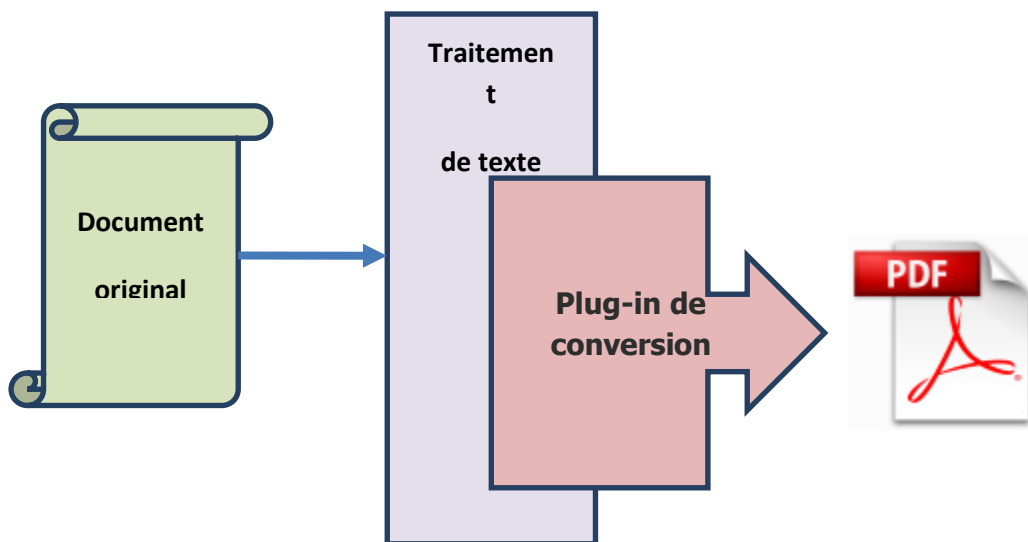 Traitemen
t
de texte
Document
original
Plug-in de
conversion
PDF
®